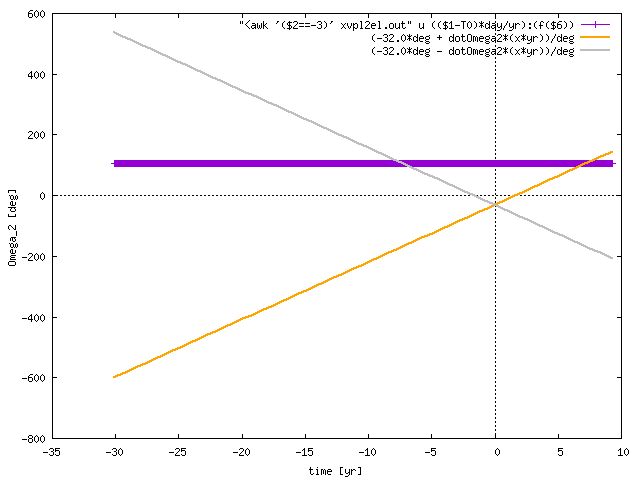 "<awk '($2==-3)' xvpl2el.out" u (($1-T0)*day/yr):(f($6))
(-32.0*deg + dotOmega2*(x*yr))/deg
(-32.0*deg - dotOmega2*(x*yr))/deg
600
400
200
0
-200
-400
-600
-800
Omega_2 [deg]
-35 -30 -25 -20 -15 -10 -5 0 5 10
time [yr]